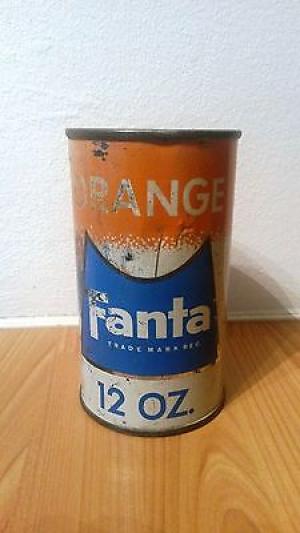 ORANGE
Fanta
TRADE MARK REG.
12 OZ.